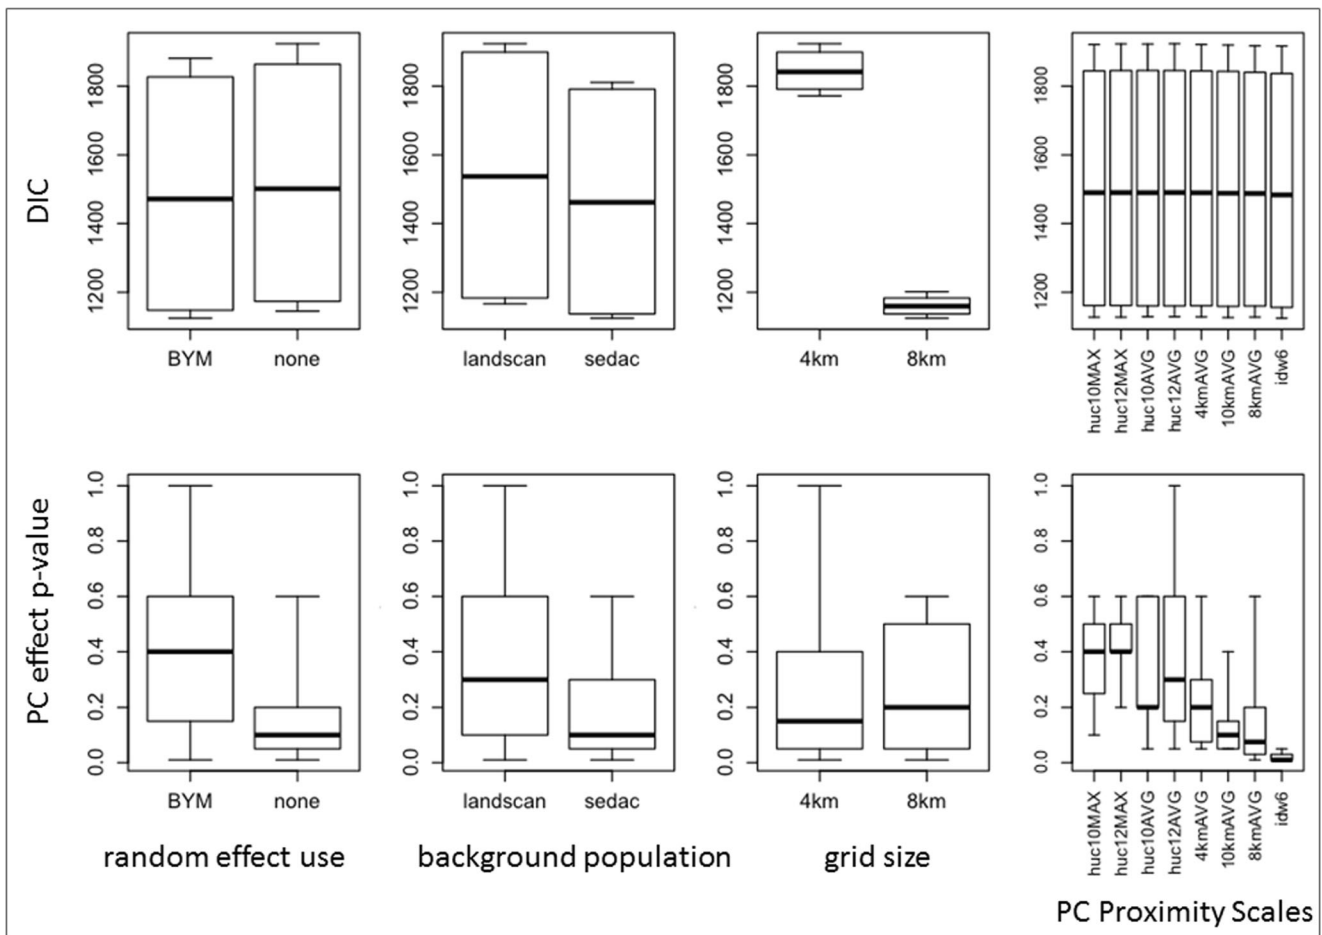 DIC
1200 1400 1600 1800
BYM none
1200 1400 1600 1800
landscan sedac
1200 1400 1600 1800
4km 8km
1200 1400 1600 1800
huc10MAX
huc12MAX
huc10AVG
huc12AVG
4kmAVG
10kmAVG
8kmAVG
idw6
PC effect p-value
0.0 0.2 0.4 0.6 0.8 1.0
BYM none
random effect use
0.0 0.2 0.4 0.6 0.8 1.0
landscan sedac
background population
0.0 0.2 0.4 0.6 0.8 1.0
4km 8km
grid size
0.0 0.2 0.4 0.6 0.8 1.0
huc10MAX
huc12MAX
huc10AVG
huc12AVG
4kmAVG
10kmAVG
8kmAVG
idw6
PC Proximity Scales